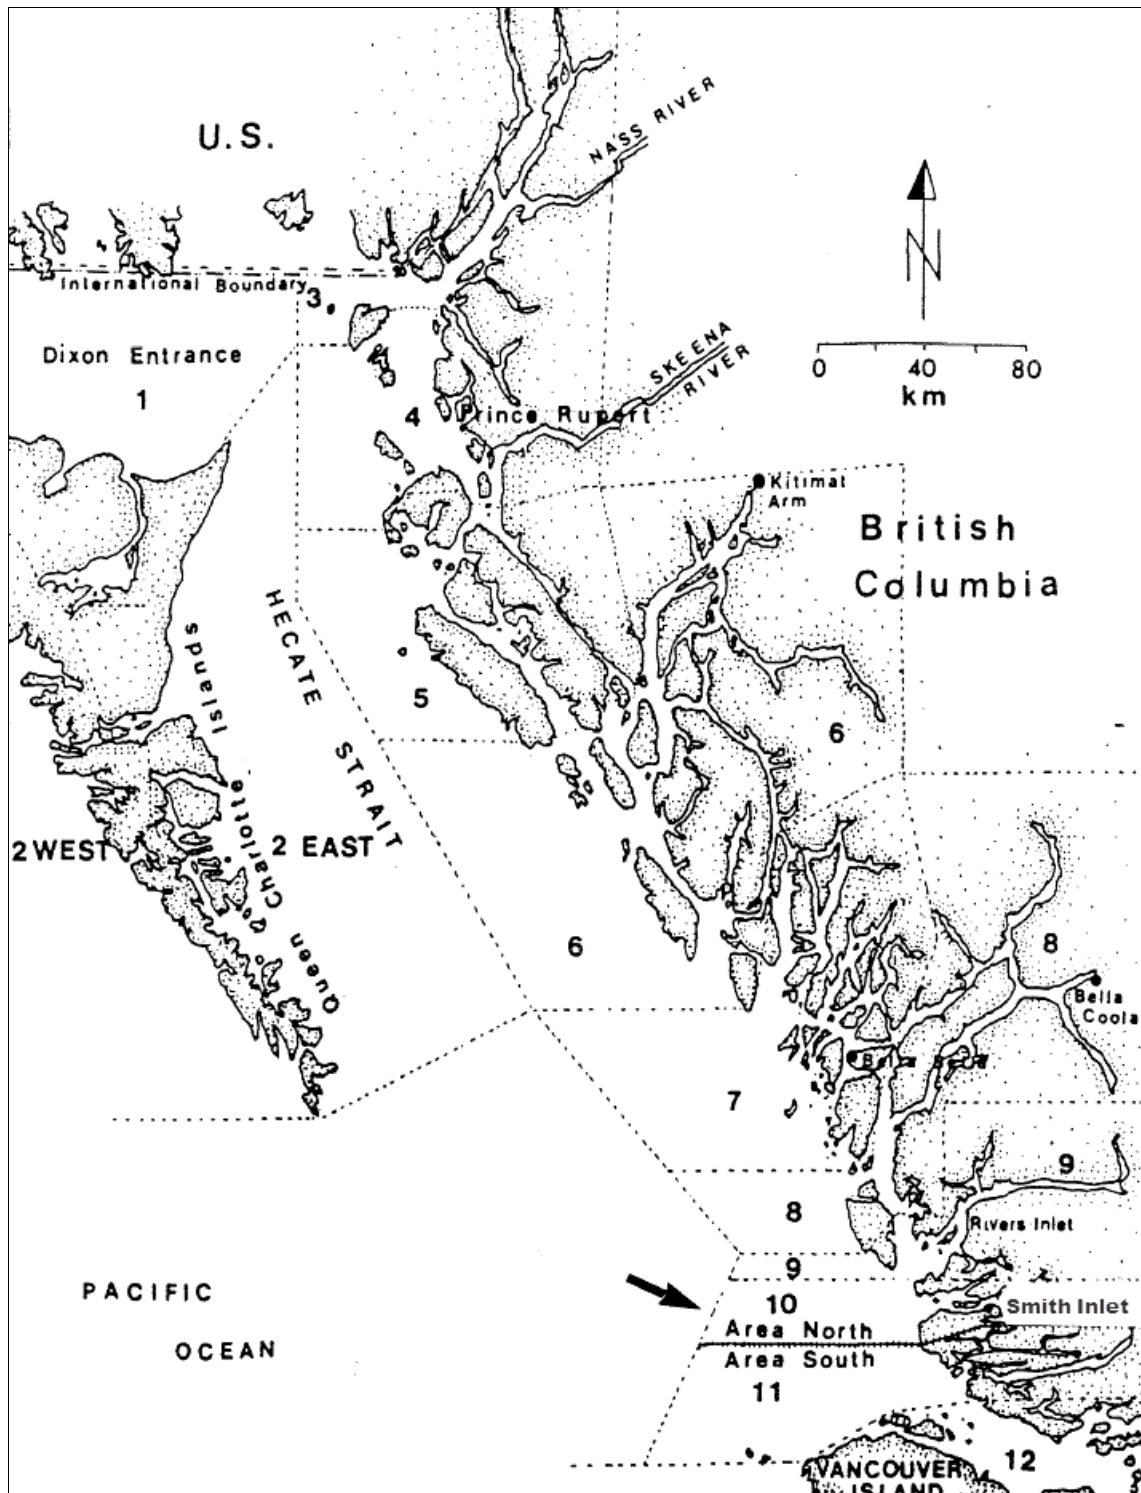 U.S.
NASS RIVER
International Boundary
3
Dixon Entrance
1
SKEENA
RIVER
0 40 80
km
4
Prince Rupert
Kitimat
Arm
British
Columbia
HECATE STRAIT
5
6
2 WEST
2 EAST
Queen Charlotte Islands
6
8
Bella
Coola
7
9
8
Rivers Inlet
9
10
Smith Inlet
Area North
Area South
11
PACIFIC
OCEAN
12
VANCOUVER
ISLAND
N